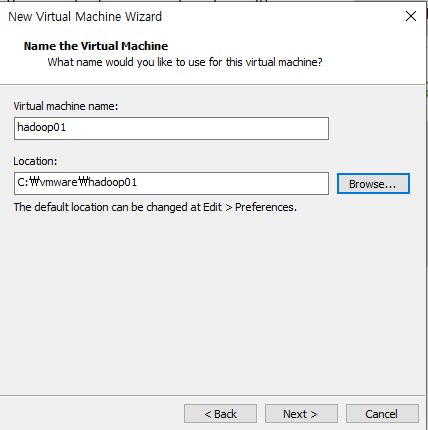 New Virtual Machine Wizard
Name the Virtual Machine
What name would you like to use for this virtual machine?
Virtual machine name:
hadoop01
Location:
C:₩vmware₩hadoop01
Browse...
The default location can be changed at Edit > Preferences.
< Back
Next >
Cancel